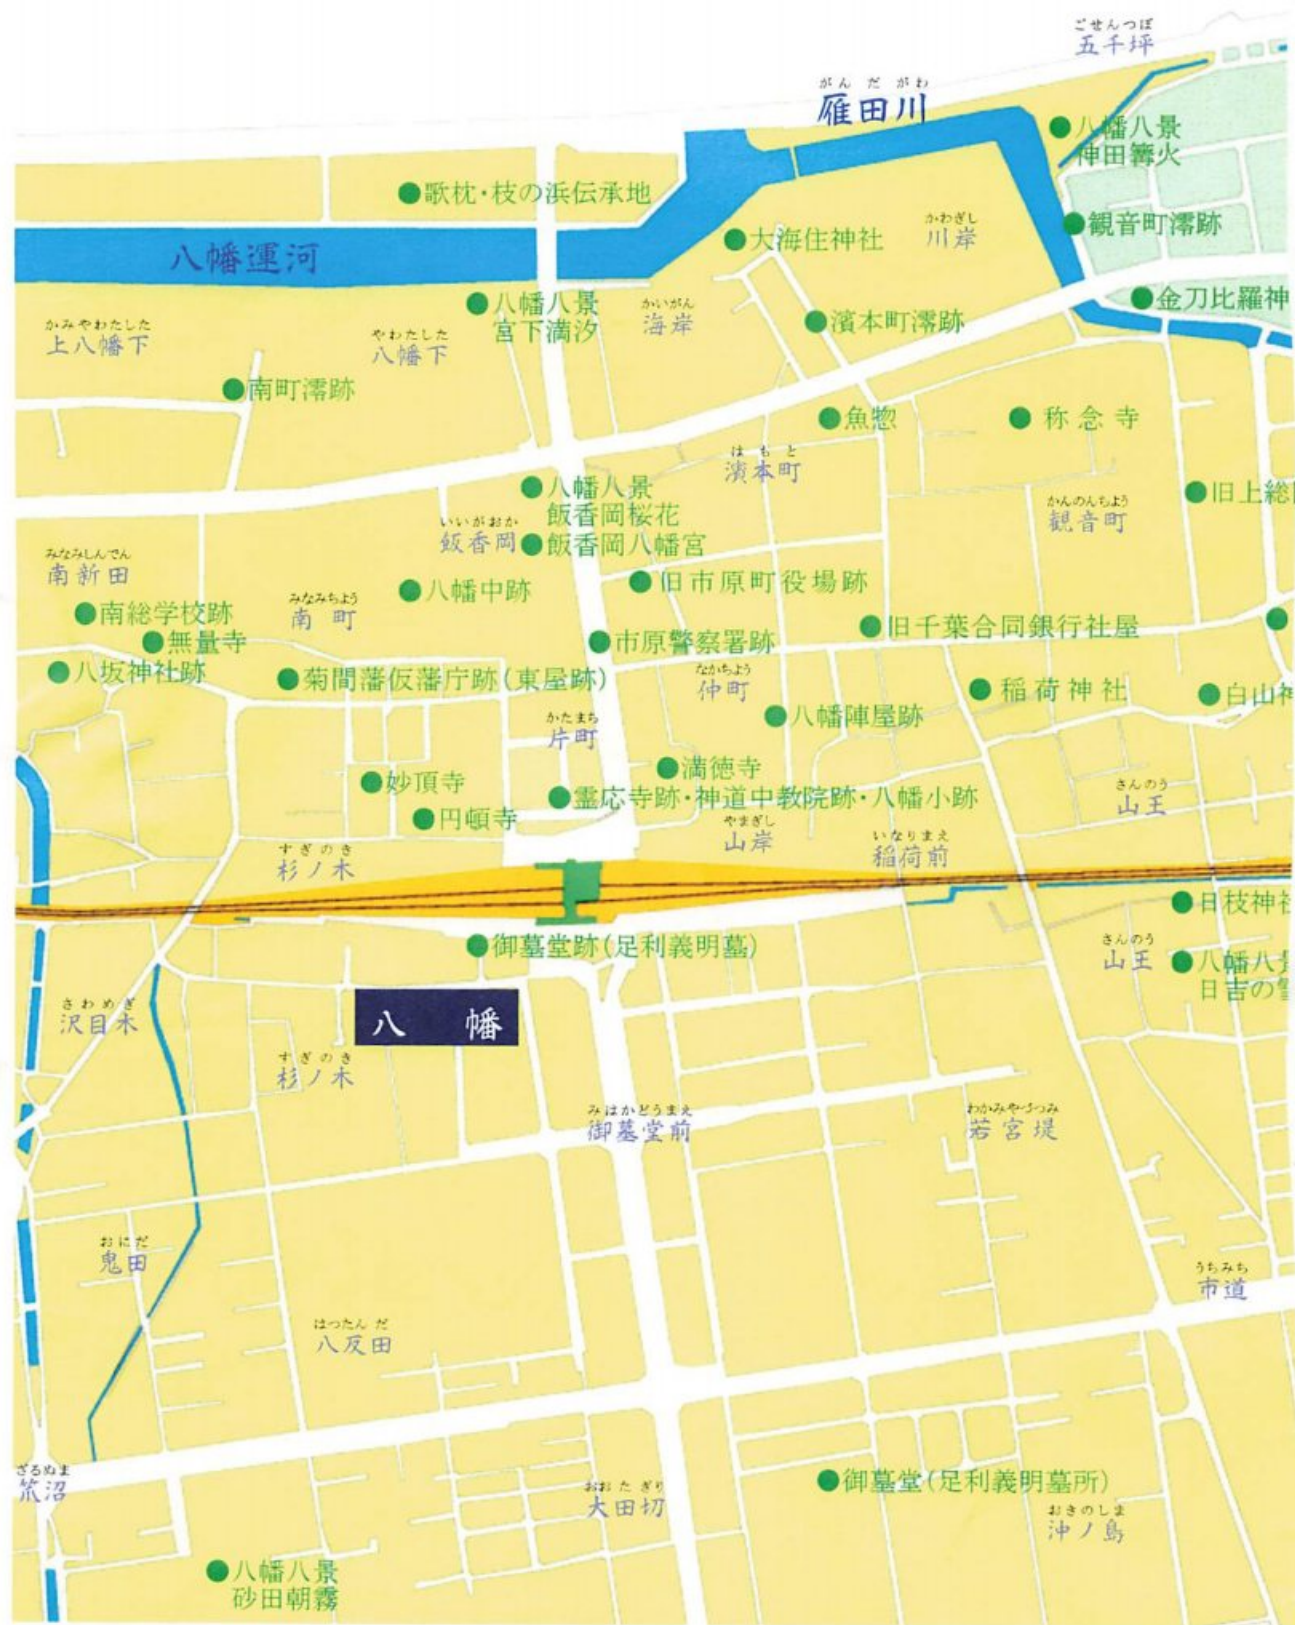 ごせんつぼ
五千坪
がんだがわ
雁田川
八幡八景
神田篝火
歌枕・枝の浜伝承地
かわぎし
川岸
観音町澪跡
大海住神社
八幡運河
金刀比羅神
八幡八景
宮下満汐
かいがん
海岸
濱本町澪跡
かみやわたした
上八幡下
やわたした
八幡下
南町澪跡
魚惣
称念寺
はもと
濱本町
八幡八景
飯香岡桜花
旧上総
かんのんちよう
観音町
いいがおか
飯香岡
飯香岡八幡宮
みなみしんでん
南新田
旧市原町役場跡
八幡中跡
みなみちよう
南町
南総学校跡
無量寺
旧千葉合同銀行社屋
市原警察署跡
八坂神社跡
菊間藩仮藩庁跡(東屋跡)
なかちよう
仲町
稲荷神社
白山神
かたまち
片町
八幡陣屋跡
満徳寺
妙頂寺
さんのう
山王
霊応寺跡・神道中教院跡・八幡小跡
円頓寺
やまぎし
山岸
いなりまえ
稲荷前
すぎのき
杉ノ木
日枝神社
御墓堂跡(足利義明墓)
さんのう
山王
八幡八景
日吉の
さわめぎ
沢目木
八幡
すぎのき
杉ノ木
みはかどうまえ
御墓堂前
わかみやづつみ
若宮堤
おにだ
鬼田
うちみち
市道
はったんだ
八反田
ざるぬま
笊沼
おおたぎり
大田切
御墓堂(足利義明墓所)
おきのしま
沖ノ島
八幡八景
砂田朝霧